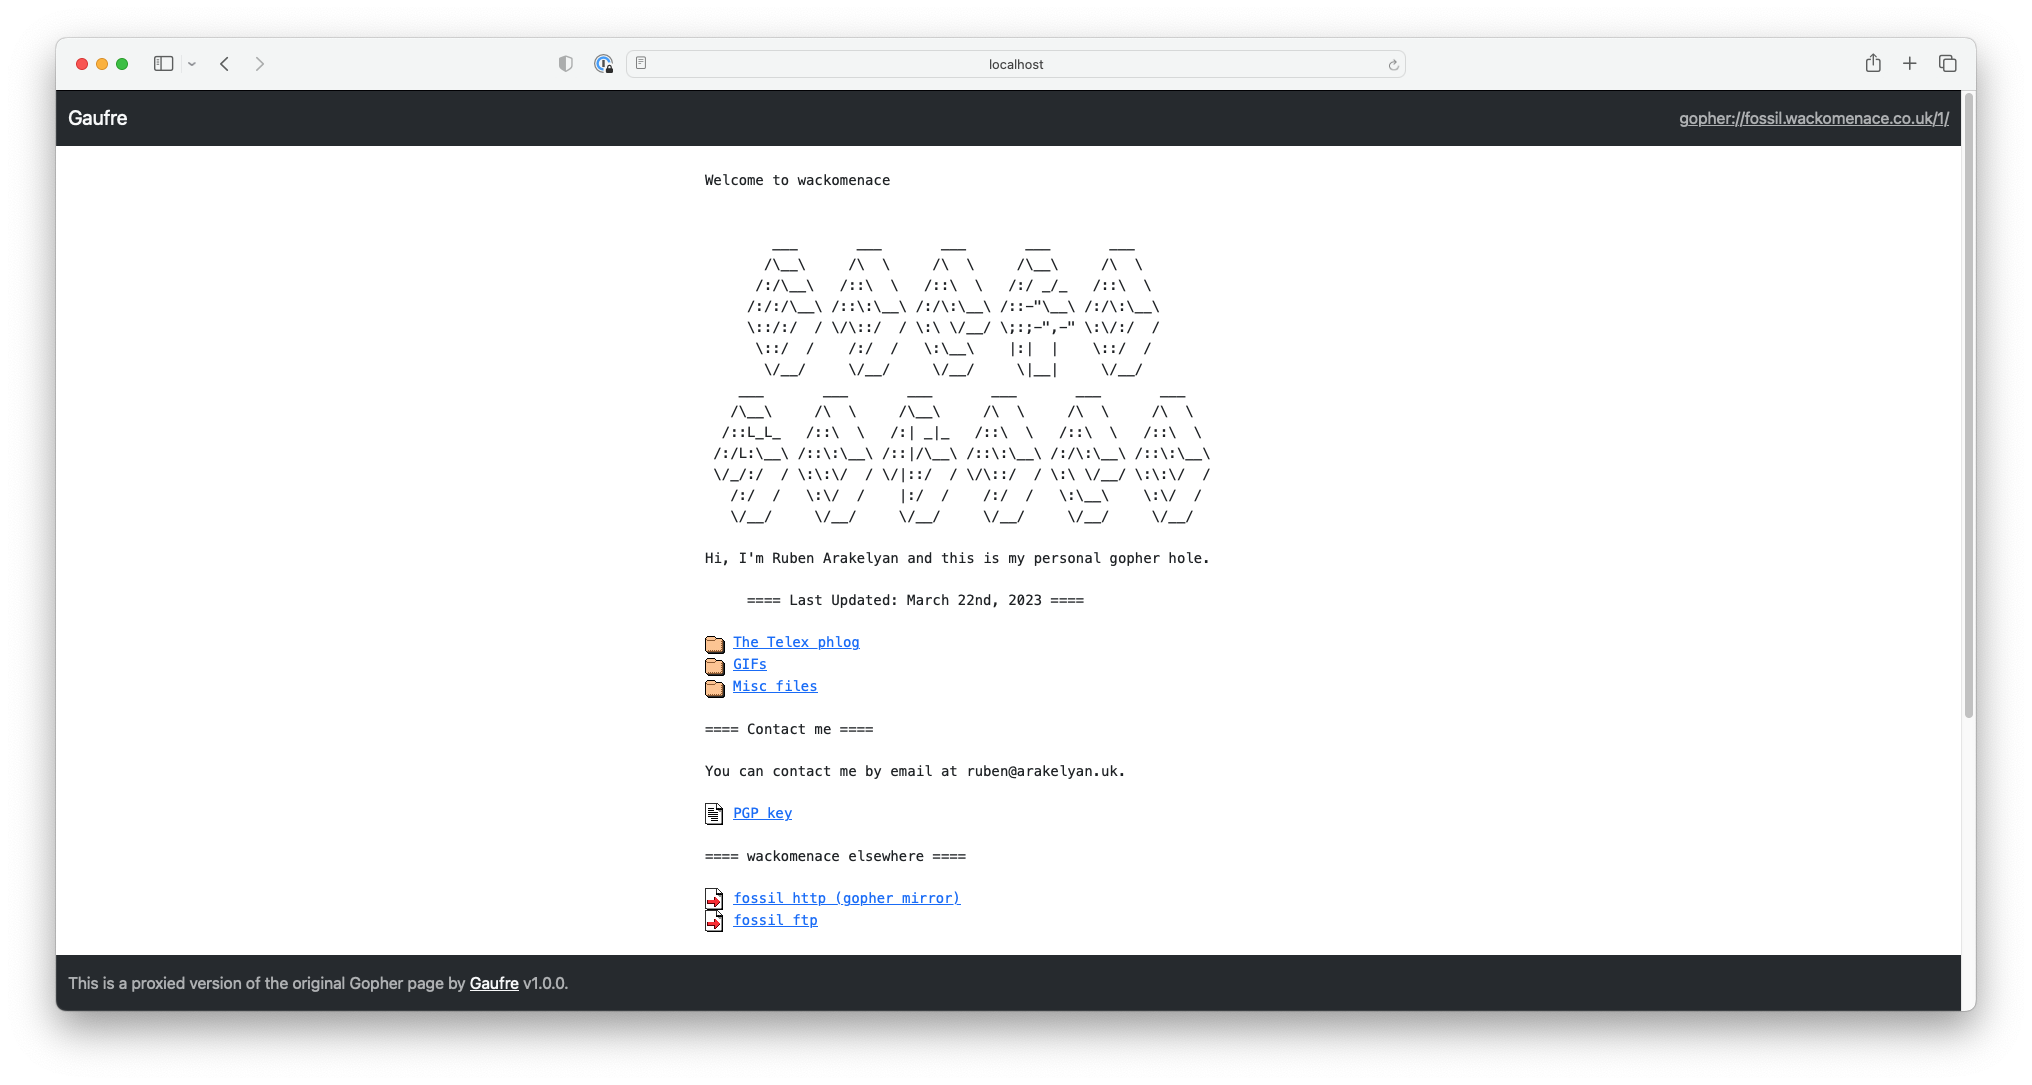 localhost
Gaufre
gopher://fossil.wackomenace.co.uk/1/
Welcome to wackomenace
        ___       ___       ___       ___       ___
       /\__\     /\  \     /\  \     /\__\     /\  \
      /:/\__\   /::\  \   /::\  \   /:/ _/_   /::\  \
     /:/:/\__\ /::\:\__\ /:/\:\__\ /::-"\__\ /:/\:\__\
     \::/:/  / \/\::/  / \:\ \/__/ \;:;-",-" \:\/:/  /
      \::/  /    /:/  /   \:\__\    |:|  |    \::/  /
       \/__/     \/__/     \/__/     \|__|     \/__/
    ___       ___       ___       ___       ___       ___
   /\__\     /\  \     /\__\     /\  \     /\  \     /\  \
  /::L_L_   /::\  \   /:| _|_   /::\  \   /::\  \   /::\  \
 /:/L:\__\ /::\:\__\ /::|/\__\ /::\:\__\ /:/\:\__\ /::\:\__\
 \/_/:/  / \:\:\/  / \/|::/  / \/\::/  / \:\ \/__/ \:\:\/  /
   /:/  /   \:\/  /    |:/  /    /:/  /   \:\__\    \:\/  /
   \/__/     \/__/     \/__/     \/__/     \/__/     \/__/
Hi, I'm Ruben Arakelyan and this is my personal gopher hole.
==== Last Updated: March 22nd, 2023 ====
The Telex phlog
GIFs
Misc files
==== Contact me ====
You can contact me by email at ruben@arakelyan.uk.
PGP key
==== wackomenace elsewhere ====
fossil http (gopher mirror)
fossil ftp
This is a proxied version of the original Gopher page by Gaufre v1.0.0.